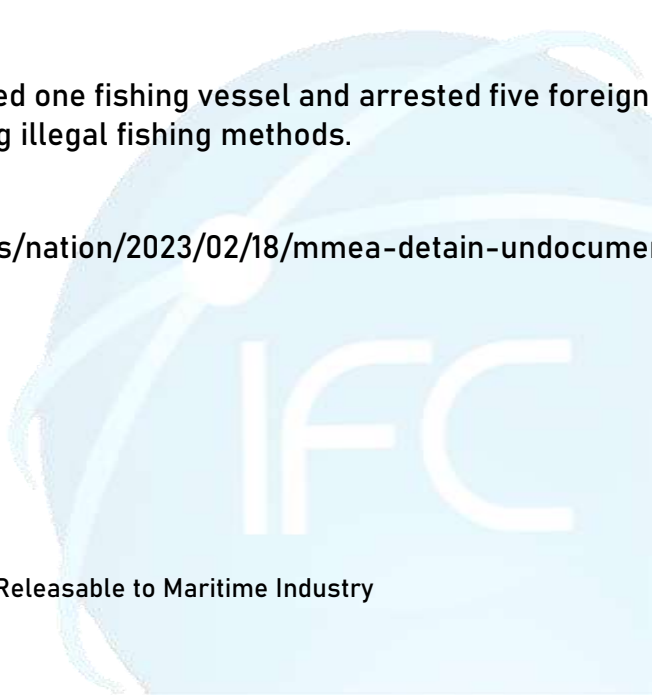 ed one fishing vessel and arrested five foreign
g illegal fishing methods.
s/nation/2023/02/18/mmea-detain-undocumen
IFC
Releasable to Maritime Industry